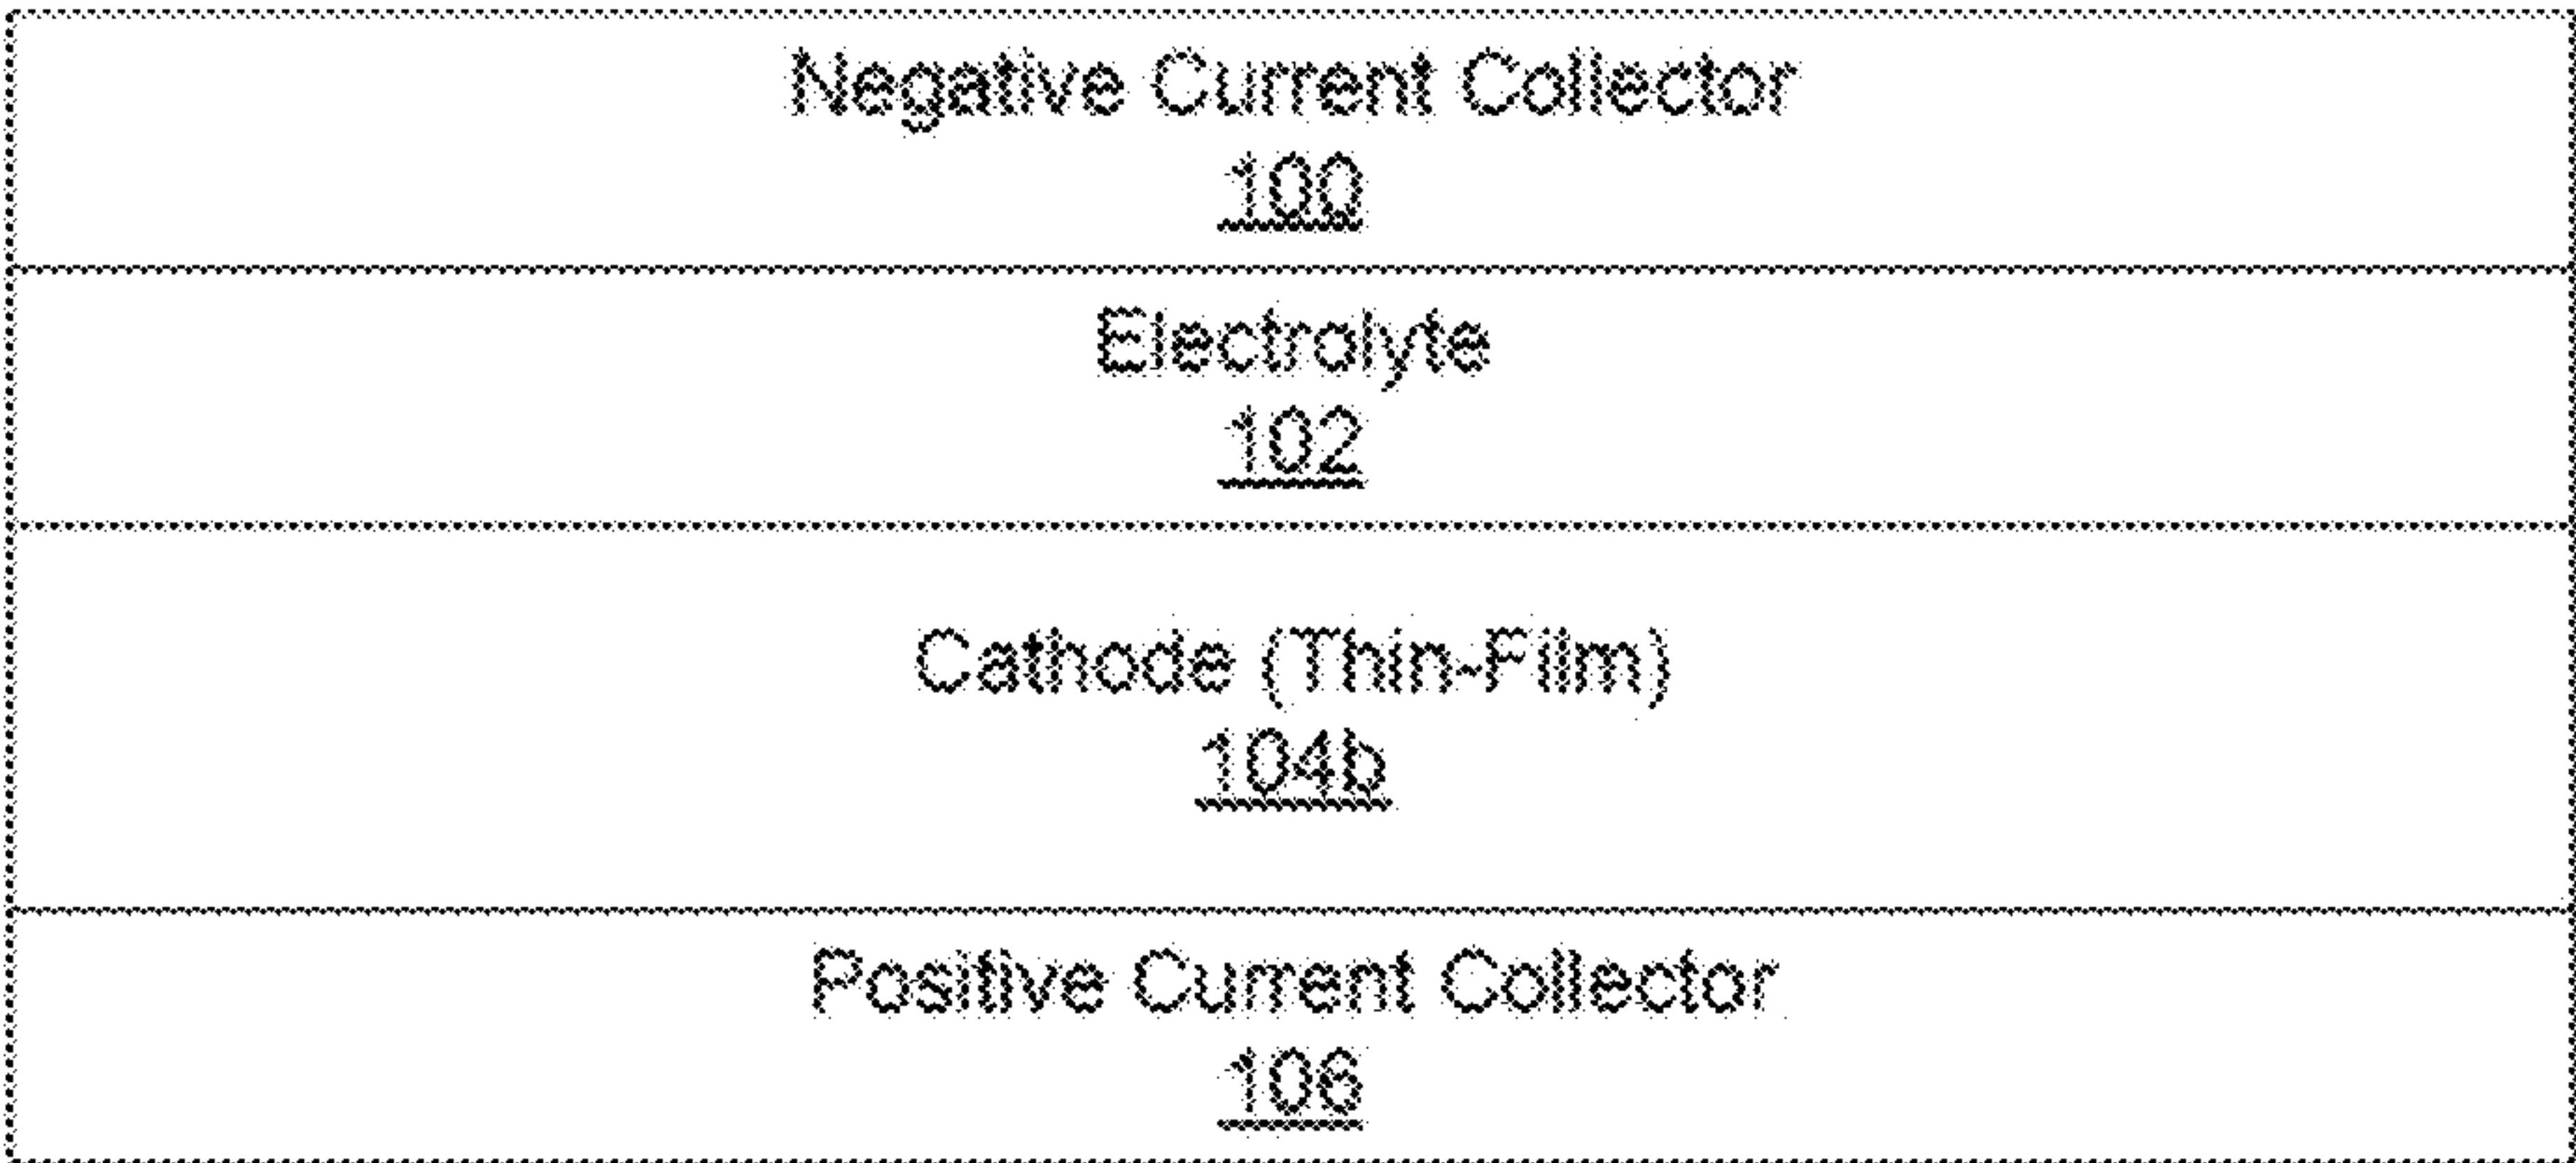 Negative Current Collector
100
Electrolyte
102
Cathode (Thin-Film)
104b
Positive Current Collector
106